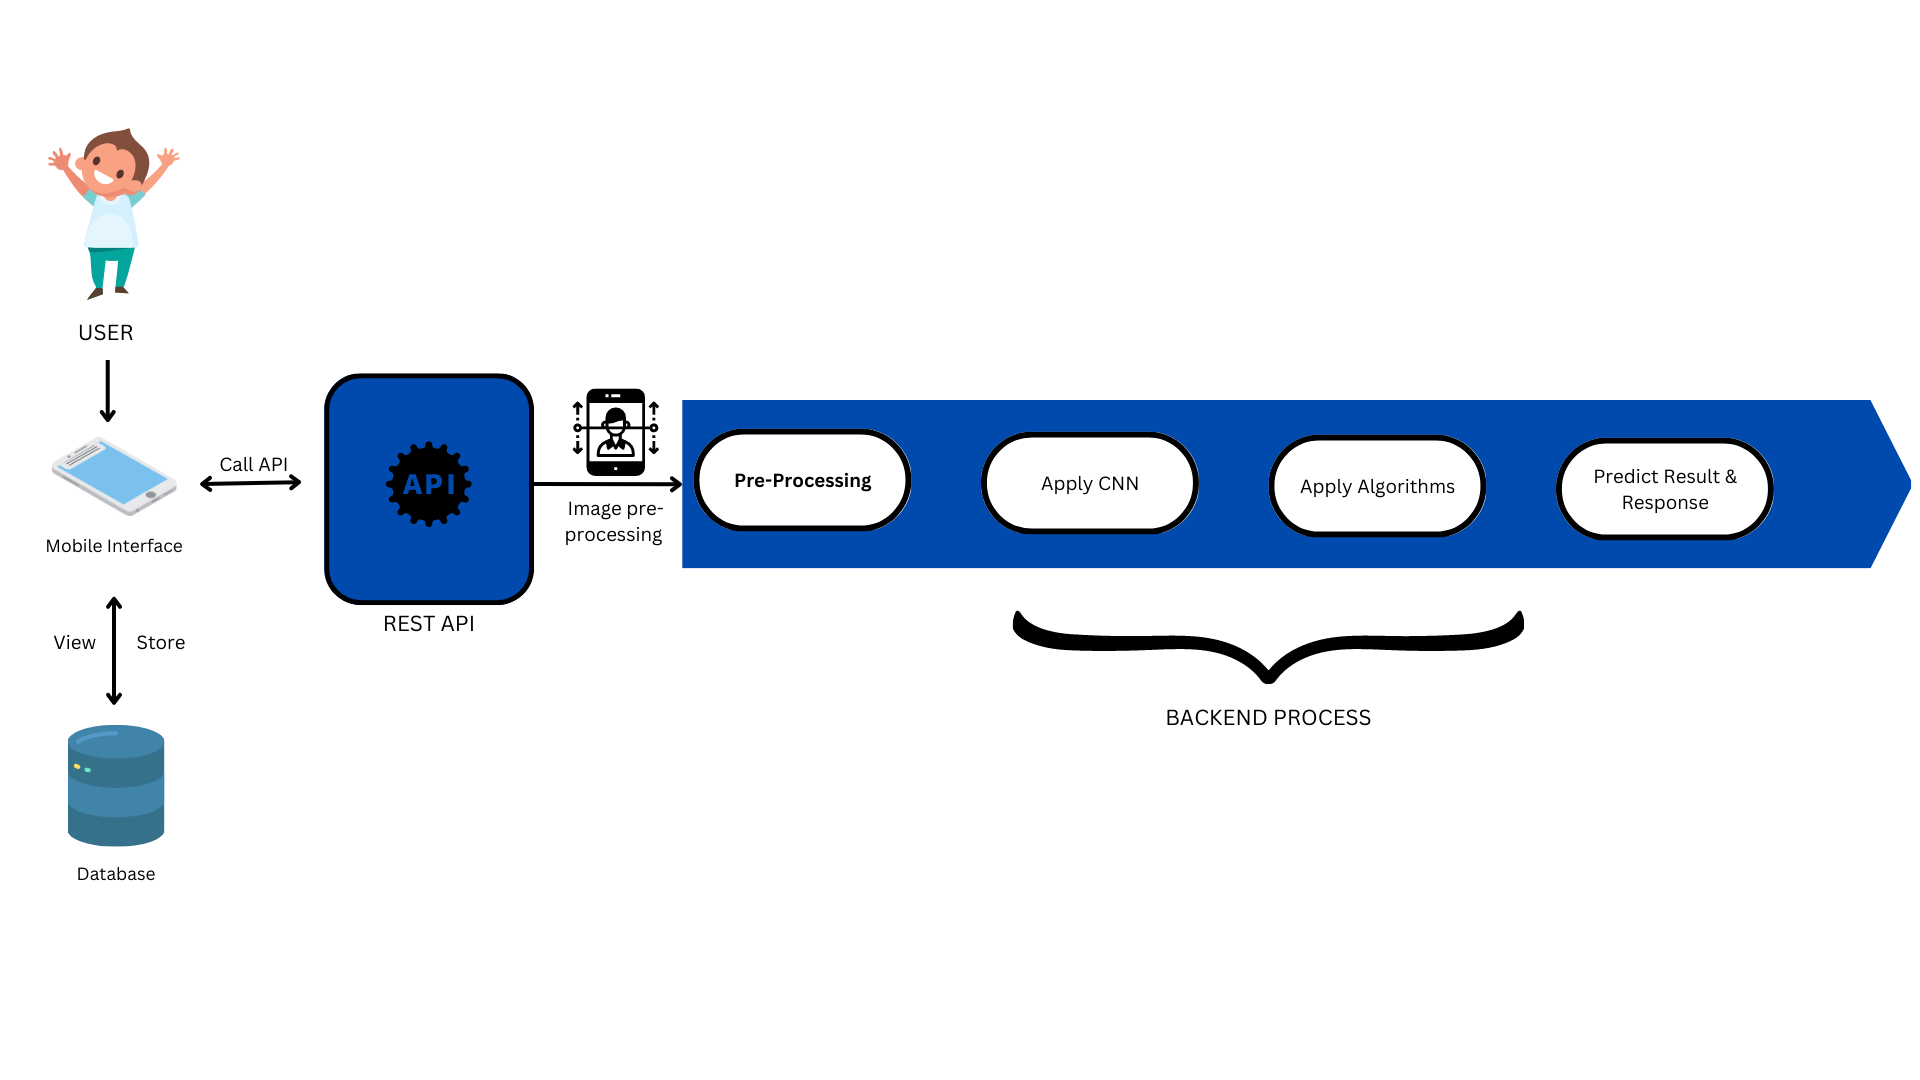 USER
Call API
Mobile Interface
View
Store
Database
API
REST API
Image pre-
processing
Pre-Processing
Apply CNN
Apply Algorithms
Predict Result &
Response
BACKEND PROCESS